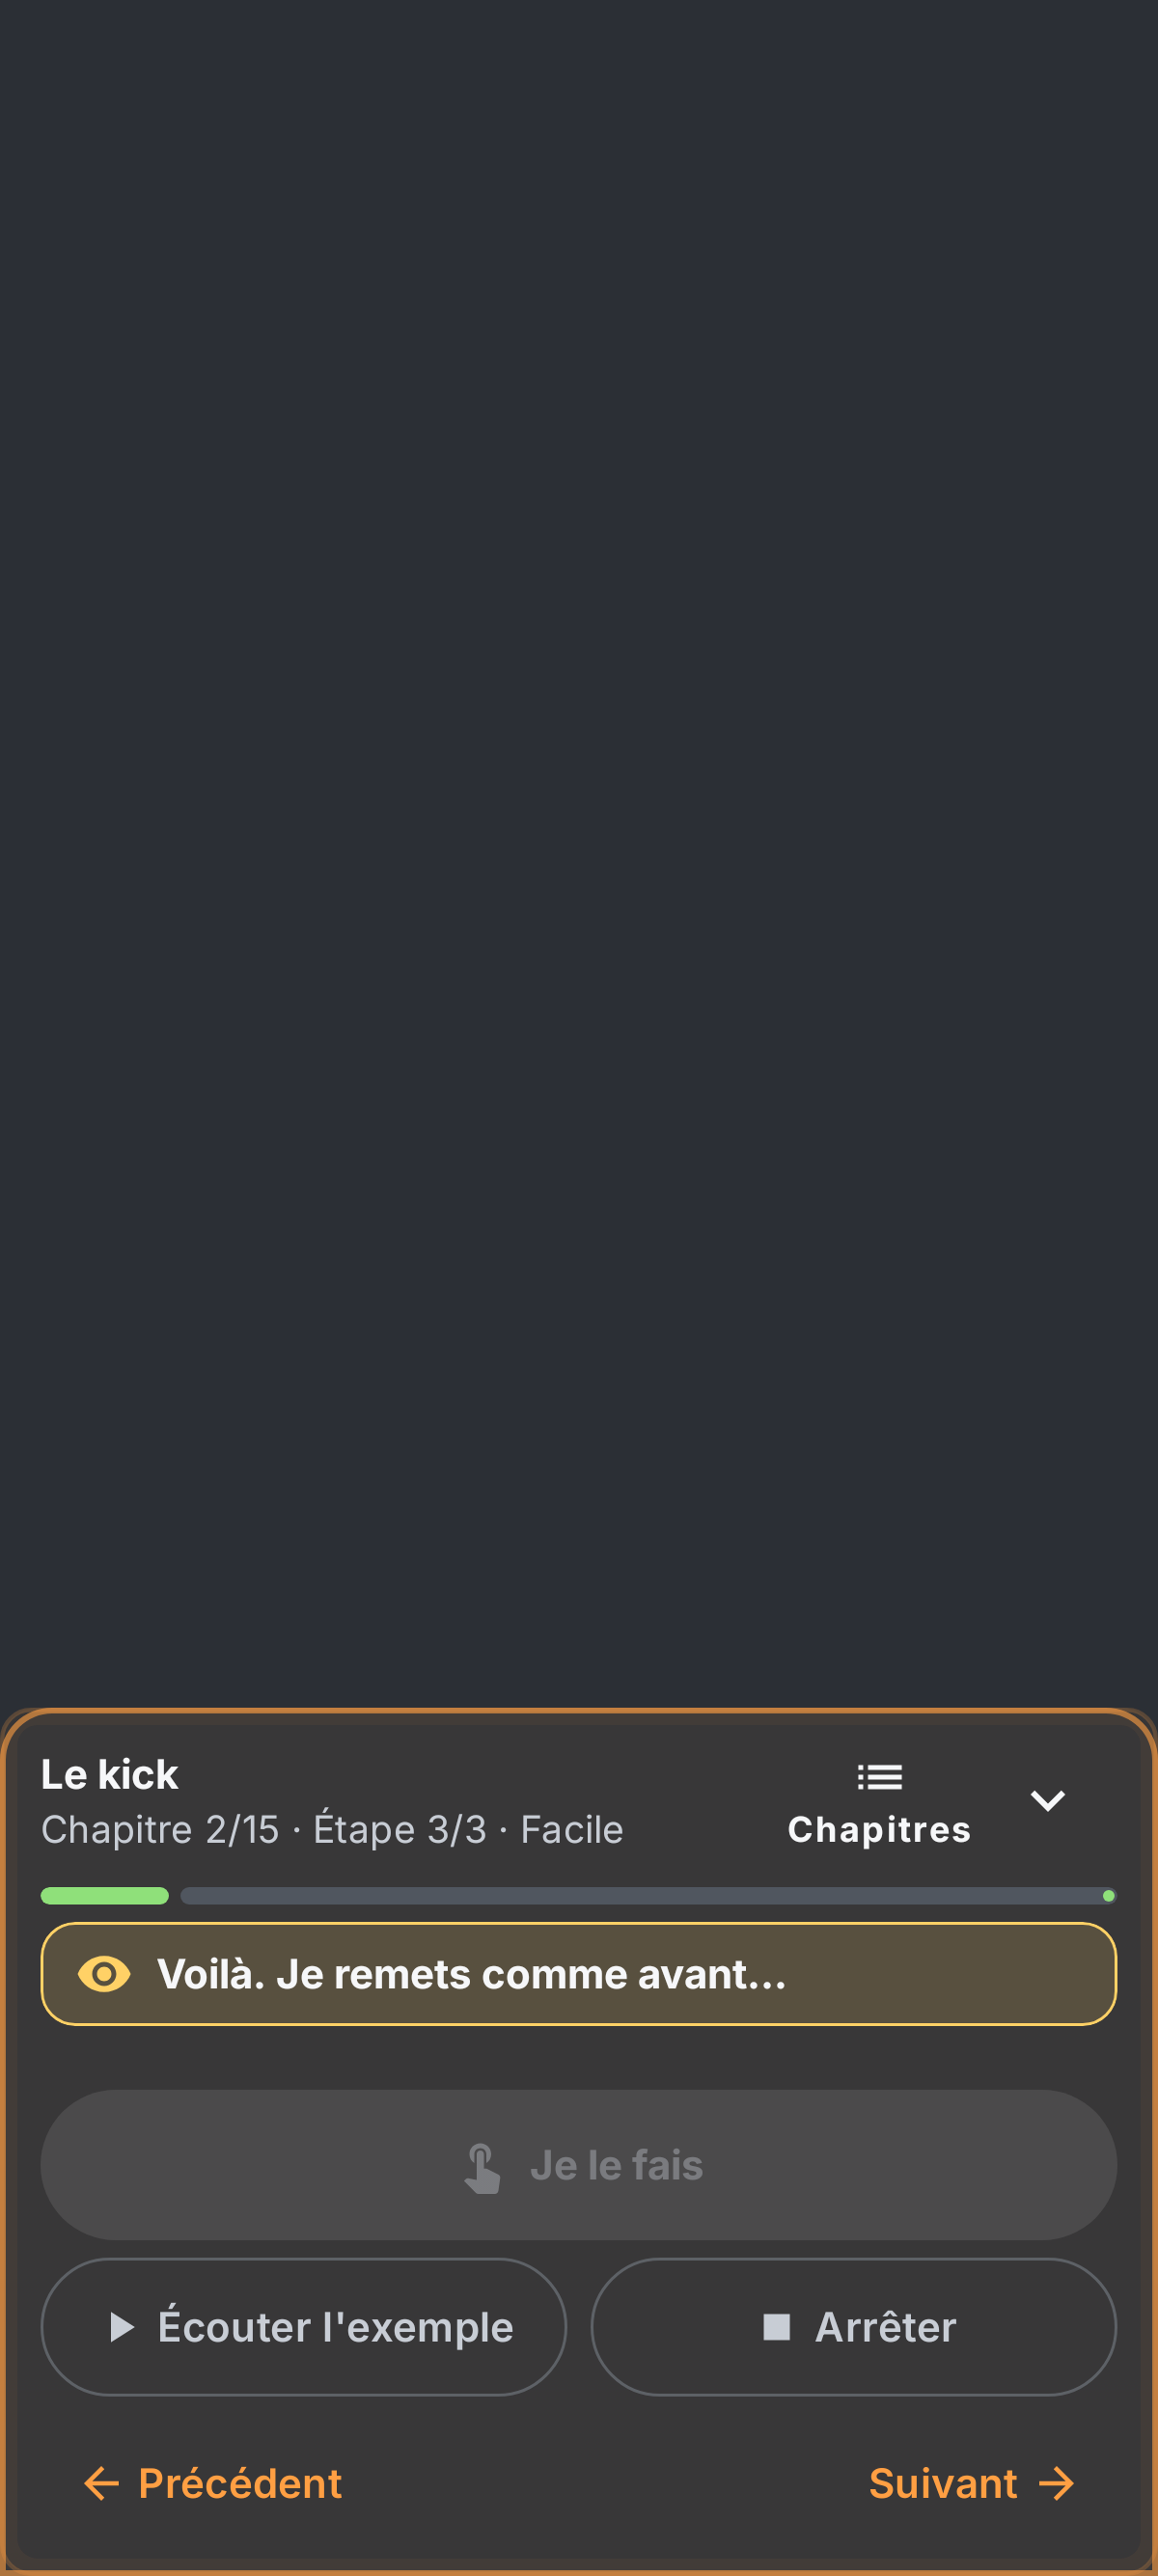 Le kick
Chapitre 2/15 · Étape 3/3 · Facile
Chapitres
Voilà. Je remets comme avant...
Je le fais
Écouter l'exemple
Arrêter
Précédent
Suivant